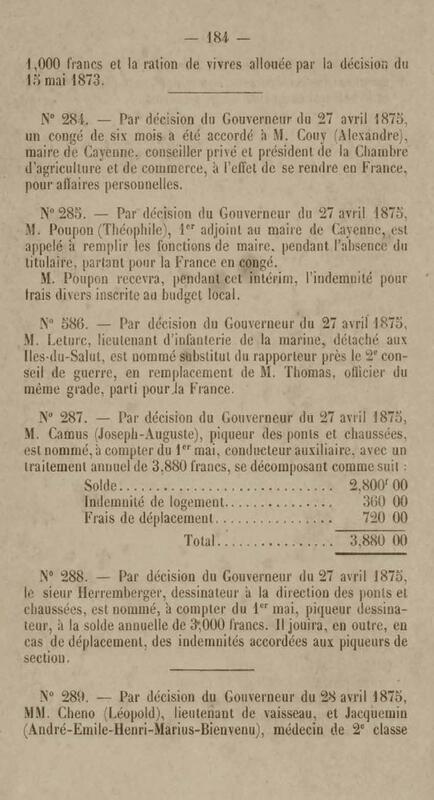 — 184 —
1,000 francs et la ration de vivres allouée par la décision du
15 mai 1873.
N° 284. — Par décision du Gouverneur du 27 avril 1875,
un congé de six mois a été accordé à M. Couy (Alexandre),
maire de Cayenne, conseiller privé et président de la Chambre
d'agriculture et de commerce, à l'effet de se rendre en France,
pour affaires personnelles.
N° 285. — Par décision du Gouverneur du 27 avril 1875,
M. Poupon (Théophile), 1er adjoint au maire de Cayenne, est
appelé à remplir les fonctions de maire, pendant l'absence du
titulaire, partant pour la France en congé.
M. Poupon recevra, pendant cet intérim, l'indemnité pour
frais divers inscrite au budget local.
N° 586. — Par décision du Gouverneur du 27 avril 1875,
M. Leturc, lieutenant d'infanterie de la marine, détaché aux
Iles-du-Salut, est nommé substitut du rapporteur près le 2e con-
seil de guerre, en remplacement de M. Thomas, officier du
même grade, parti pour la France.
N° 287. — Par décision du Gouverneur du 27 avril 1875,
M. Camus (Joseph-Auguste), piqueur des ponts et chaussées,
est nommé, à compter du 1er mai, conducteur auxiliaire, avec un
traitement annuel de 3,880 francs, se décomposant comme suit :
Solde.............................. 2,800f 00
Indemnité de logement............... 360 00
Frais de déplacement................ 720 00
Total................ 3,880 00
N° 288. — Par décision du Gouverneur du 27 avril 1875,
le sieur Herremberger, dessinateur à la direction des ponts et
chaussées, est nommé, à compter du 1er mai, piqueur dessina-
teur, à la solde annuelle de 3,000 francs. Il jouira, en outre, en
cas de déplacement, des indemnités accordées aux piqueurs de
section.
N° 289. — Par décision du Gouverneur du 28 avril 1875,
MM. Cheno (Léopold), lieutenant de vaisseau, et Jacquemin
(André-Emile-Henri-Marius-Bienvenu), médecin de 2e classe